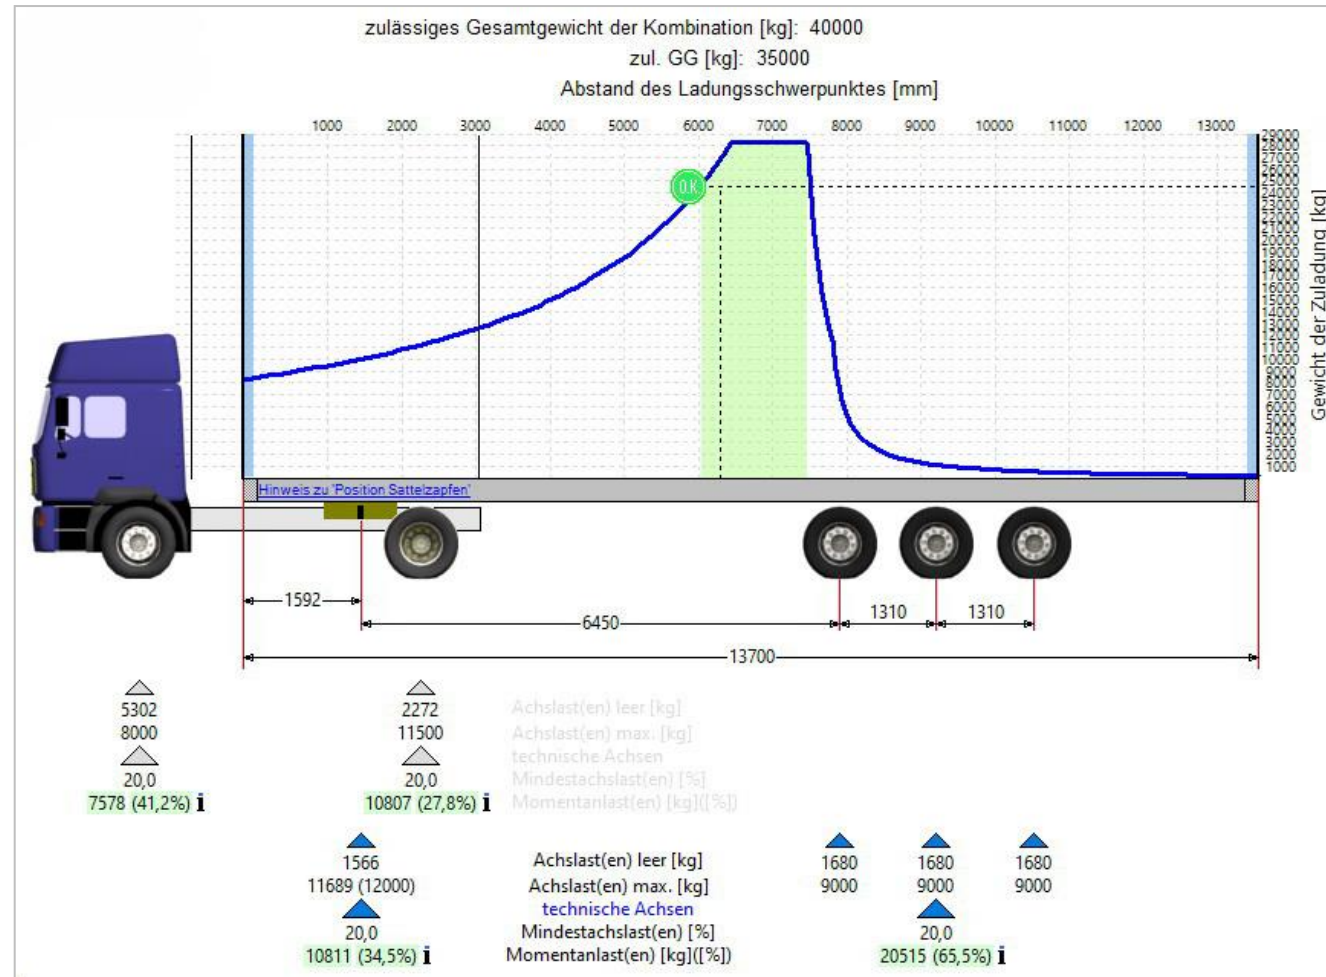 zulässiges Gesamtgewicht der Kombination [kg]: 40000
zul. GG [kg]: 35000
Abstand des Ladungsschwerpunktes [mm]
1000 2000 3000 4000 5000 6000 7000 8000 9000 10000 11000 12000 13000
29000
28000
27000
26000
25000
24000
23000
22000
21000
20000
19000
18000
17000
16000
15000
14000
13000
12000
11000
10000
9000
8000
7000
6000
5000
4000
3000
2000
1000
Gewicht der Zuladung [kg]
O.K
Hinweis zu 'Position Sattelzapfen'
1592
6450 1310 1310
13700
5302 2272 Achslast(en) leer [kg]
8000 11500 Achslast(en) max. [kg]
technische Achsen
20,0 20,0 Mindestachslast(en) [%]
7578 (41,2%) i 10807 (27,8%) i Momentanlast(en) [kg]([%])
1566 Achslast(en) leer [kg] 1680 1680 1680
11689 (12000) Achslast(en) max. [kg] 9000 9000 9000
technische Achsen
20,0 Mindestachslast(en) [%] 20,0
10811 (34,5%) i Momentanlast(en) [kg]([%]) 20515 (65,5%) i